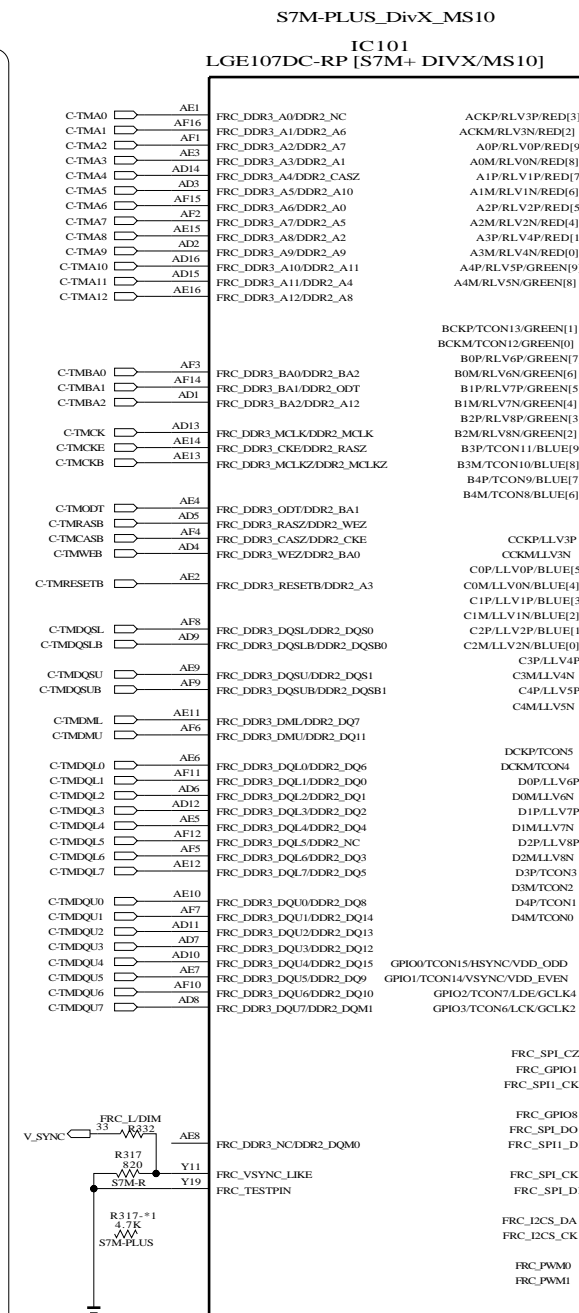 S7M-PLUS_DivX_MS10
IC101
LGE107DC-RP [S7M+ DIVX/MS10]
C-TMA0 AE1 FRC_DDR3_A0/DDR2_NC ACKP/RLV3P/RED[3]
C-TMA1 AF16 FRC_DDR3_A1/DDR2_A6 ACKM/RLV3N/RED[2]
C-TMA2 AF1 FRC_DDR3_A2/DDR2_A7 A0P/RLV0P/RED[9
C-TMA3 AE3 FRC_DDR3_A3/DDR2_A1 A0M/RLV0N/RED[8]
C-TMA4 AD14 FRC_DDR3_A4/DDR2_CASZ A1P/RLV1P/RED[7
C-TMA5 AD3 FRC_DDR3_A5/DDR2_A10 A1M/RLV1N/RED[6]
C-TMA6 AF15 FRC_DDR3_A6/DDR2_A0 A2P/RLV2P/RED[5
C-TMA7 AF2 FRC_DDR3_A7/DDR2_A5 A2M/RLV2N/RED[4]
C-TMA8 AE15 FRC_DDR3_A8/DDR2_A2 A3P/RLV4P/RED[1
C-TMA9 AD2 FRC_DDR3_A9/DDR2_A9 A3M/RLV4N/RED[0]
C-TMA10 AD16 FRC_DDR3_A10/DDR2_A11 A4P/RLV5P/GREEN[9
C-TMA11 AD15 FRC_DDR3_A11/DDR2_A4 A4M/RLV5N/GREEN[8]
C-TMA12 AE16 FRC_DDR3_A12/DDR2_A8
BCKP/TCON13/GREEN[1]
BCKM/TCON12/GREEN[0]
B0P/RLV6P/GREEN[7
C-TMBA0 AF3 FRC_DDR3_BA0/DDR2_BA2 B0M/RLV6N/GREEN[6]
C-TMBA1 AF14 FRC_DDR3_BA1/DDR2_ODT B1P/RLV7P/GREEN[5
C-TMBA2 AD1 FRC_DDR3_BA2/DDR2_A12 B1M/RLV7N/GREEN[4]
B2P/RLV8P/GREEN[3
C-TMCK AD13 FRC_DDR3_MCLK/DDR2_MCLK B2M/RLV8N/GREEN[2]
C-TMCKE AE14 FRC_DDR3_CKE/DDR2_RASZ B3P/TCON11/BLUE[9
C-TMCKB AE13 FRC_DDR3_MCLKZ/DDR2_MCLKZ B3M/TCON10/BLUE[8]
B4P/TCON9/BLUE[7
B4M/TCON8/BLUE[6]
C-TMODT AE4 FRC_DDR3_ODT/DDR2_BA1
C-TMRASB AD5 FRC_DDR3_RASZ/DDR2_WEZ
C-TMCASB AF4 FRC_DDR3_CASZ/DDR2_CKE CCKP/LLV3P
C-TMWEB AD4 FRC_DDR3_WEZ/DDR2_BA0 CCKM/LLV3N
C0P/LLV0P/BLUE[5
C-TMRESETB AE2 FRC_DDR3_RESETB/DDR2_A3 C0M/LLV0N/BLUE[4]
C1P/LLV1P/BLUE[3
C1M/LLV1N/BLUE[2]
C-TMDQSL AF8 FRC_DDR3_DQSL/DDR2_DQS0 C2P/LLV2P/BLUE[1
C-TMDQSLB AD9 FRC_DDR3_DQSLB/DDR2_DQSB0 C2M/LLV2N/BLUE[0]
C3P/LLV4P
C-TMDQSU AE9 FRC_DDR3_DQSU/DDR2_DQS1 C3M/LLV4N
C-TMDQSUB AF9 FRC_DDR3_DQSUB/DDR2_DQSB1 C4P/LLV5P
C4M/LLV5N
C-TMDML AE11 FRC_DDR3_DML/DDR2_DQ7
C-TMDMU AF6 FRC_DDR3_DMU/DDR2_DQ11
DCKP/TCON5
C-TMDQL0 AE6 FRC_DDR3_DQL0/DDR2_DQ6 DCKM/TCON4
C-TMDQL1 AF11 FRC_DDR3_DQL1/DDR2_DQ0 D0P/LLV6P
C-TMDQL2 AD6 FRC_DDR3_DQL2/DDR2_DQ1 D0M/LLV6N
C-TMDQL3 AD12 FRC_DDR3_DQL3/DDR2_DQ2 D1P/LLV7P
C-TMDQL4 AE5 FRC_DDR3_DQL4/DDR2_DQ4 D1M/LLV7N
C-TMDQL5 AF12 FRC_DDR3_DQL5/DDR2_NC D2P/LLV8P
C-TMDQL6 AF5 FRC_DDR3_DQL6/DDR2_DQ3 D2M/LLV8N
C-TMDQL7 AE12 FRC_DDR3_DQL7/DDR2_DQ5 D3P/TCON3
D3M/TCON2
C-TMDQU0 AE10 FRC_DDR3_DQU0/DDR2_DQ8 D4P/TCON1
C-TMDQU1 AF7 FRC_DDR3_DQU1/DDR2_DQ14 D4M/TCON0
C-TMDQU2 AD11 FRC_DDR3_DQU2/DDR2_DQ13
C-TMDQU3 AD7 FRC_DDR3_DQU3/DDR2_DQ12
C-TMDQU4 AD10 FRC_DDR3_DQU4/DDR2_DQ15 GPIO0/TCON15/HSYNC/VDD_ODD
C-TMDQU5 AE7 FRC_DDR3_DQU5/DDR2_DQ9 GPIO1/TCON14/VSYNC/VDD_EVEN
C-TMDQU6 AF10 FRC_DDR3_DQU6/DDR2_DQ10 GPIO2/TCON7/LDE/GCLK4
C-TMDQU7 AD8 FRC_DDR3_DQU7/DDR2_DQM1 GPIO3/TCON6/LCK/GCLK2
FRC_SPI_CZ
FRC_GPIO1
FRC_SPI1_CK
FRC_L/DIM FRC_GPIO8
V_SYNC 33 R332 FRC_SPI_DO
AE8 FRC_DDR3_NC/DDR2_DQM0 FRC_SPI1_D
R317
820 Y11 FRC_VSYNC_LIKE FRC_SPI_CK
S7M-R Y19 FRC_TESTPIN FRC_SPI_D
R317-*1
4.7K FRC_I2CS_DA
S7M-PLUS FRC_I2CS_CK
FRC_PWM0
FRC_PWM1